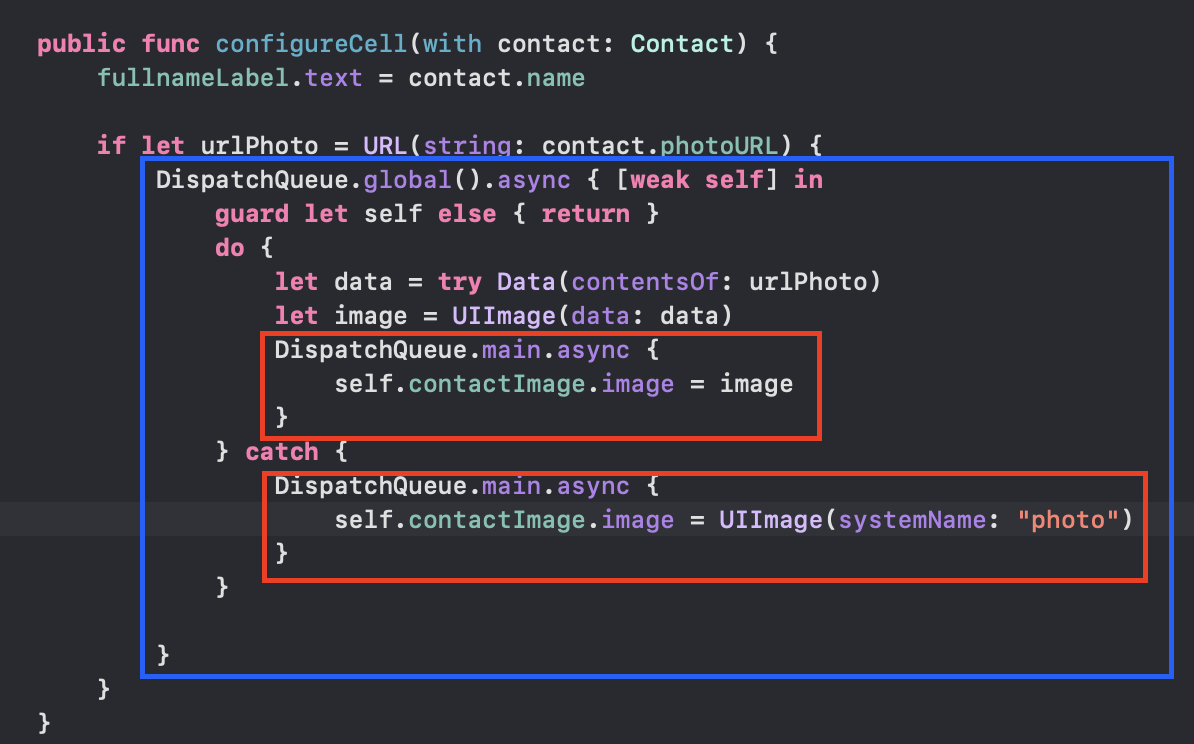 public func configureCell(with contact: Contact) {
    fullnameLabel.text = contact.name

    if let urlPhoto = URL(string: contact.photoURL) {
        DispatchQueue.global().async { [weak self] in
            guard let self else { return }
            do {
                let data = try Data(contentsOf: urlPhoto)
                let image = UIImage(data: data)
                DispatchQueue.main.async {
                    self.contactImage.image = image
                }
            } catch {
                DispatchQueue.main.async {
                    self.contactImage.image = UIImage(systemName: "photo")
                }
            }

        }
    }
}